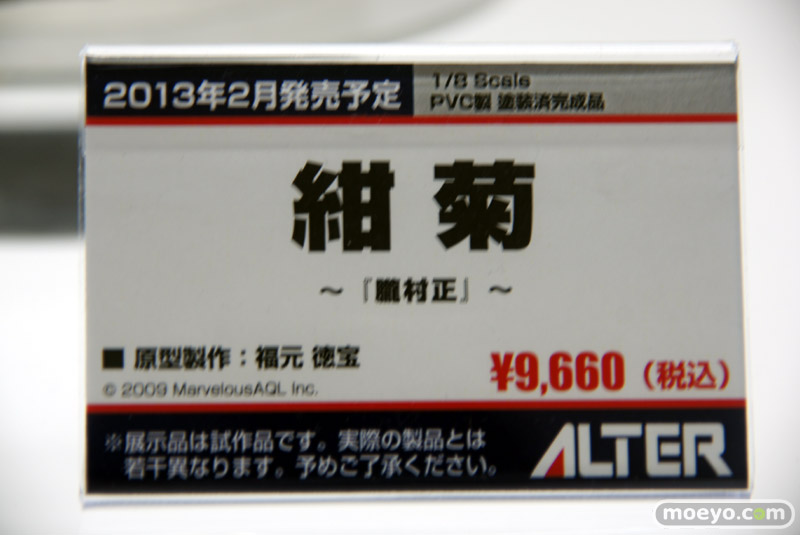 2013年2月発売予定
1/8 Scale
PVC製 塗装済完成品
紺菊
～『朧村正』～
■ 原型製作：福元 徳宝
¥9,660（税込）
© 2009 MarvelousAQL Inc.
※展示品は試作品です。実際の製品とは
若干異なります。予めご了承ください。
ALTER
moeyo.com